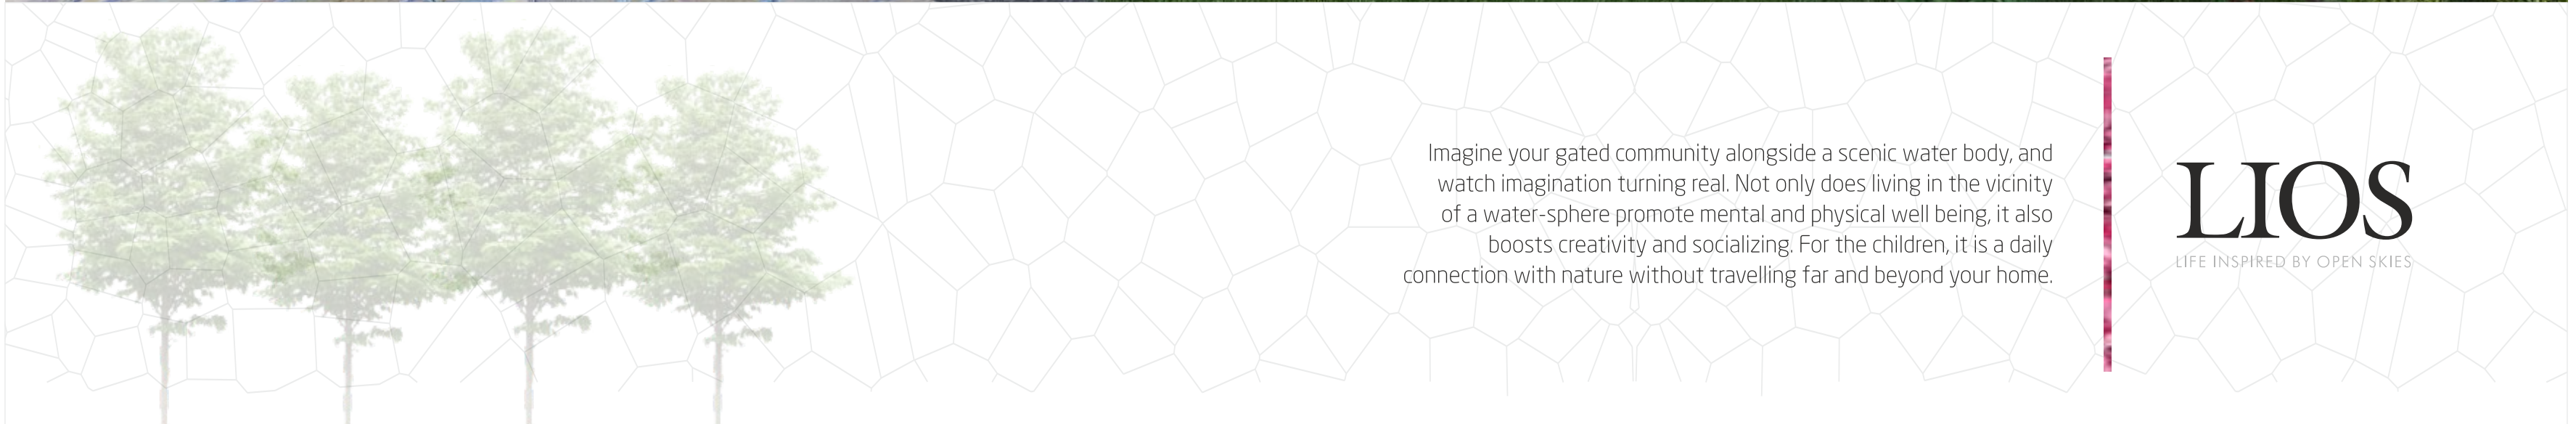 Imagine your gated community alongside a scenic water body, and
watch imagination turning real. Not only does living in the vicinity
of a water-sphere promote mental and physical well being, it also
boosts creativity and socializing. For the children, it is a daily
connection with nature without travelling far and beyond your home.
LIOS
LIFE INSPIRED BY OPEN SKIES